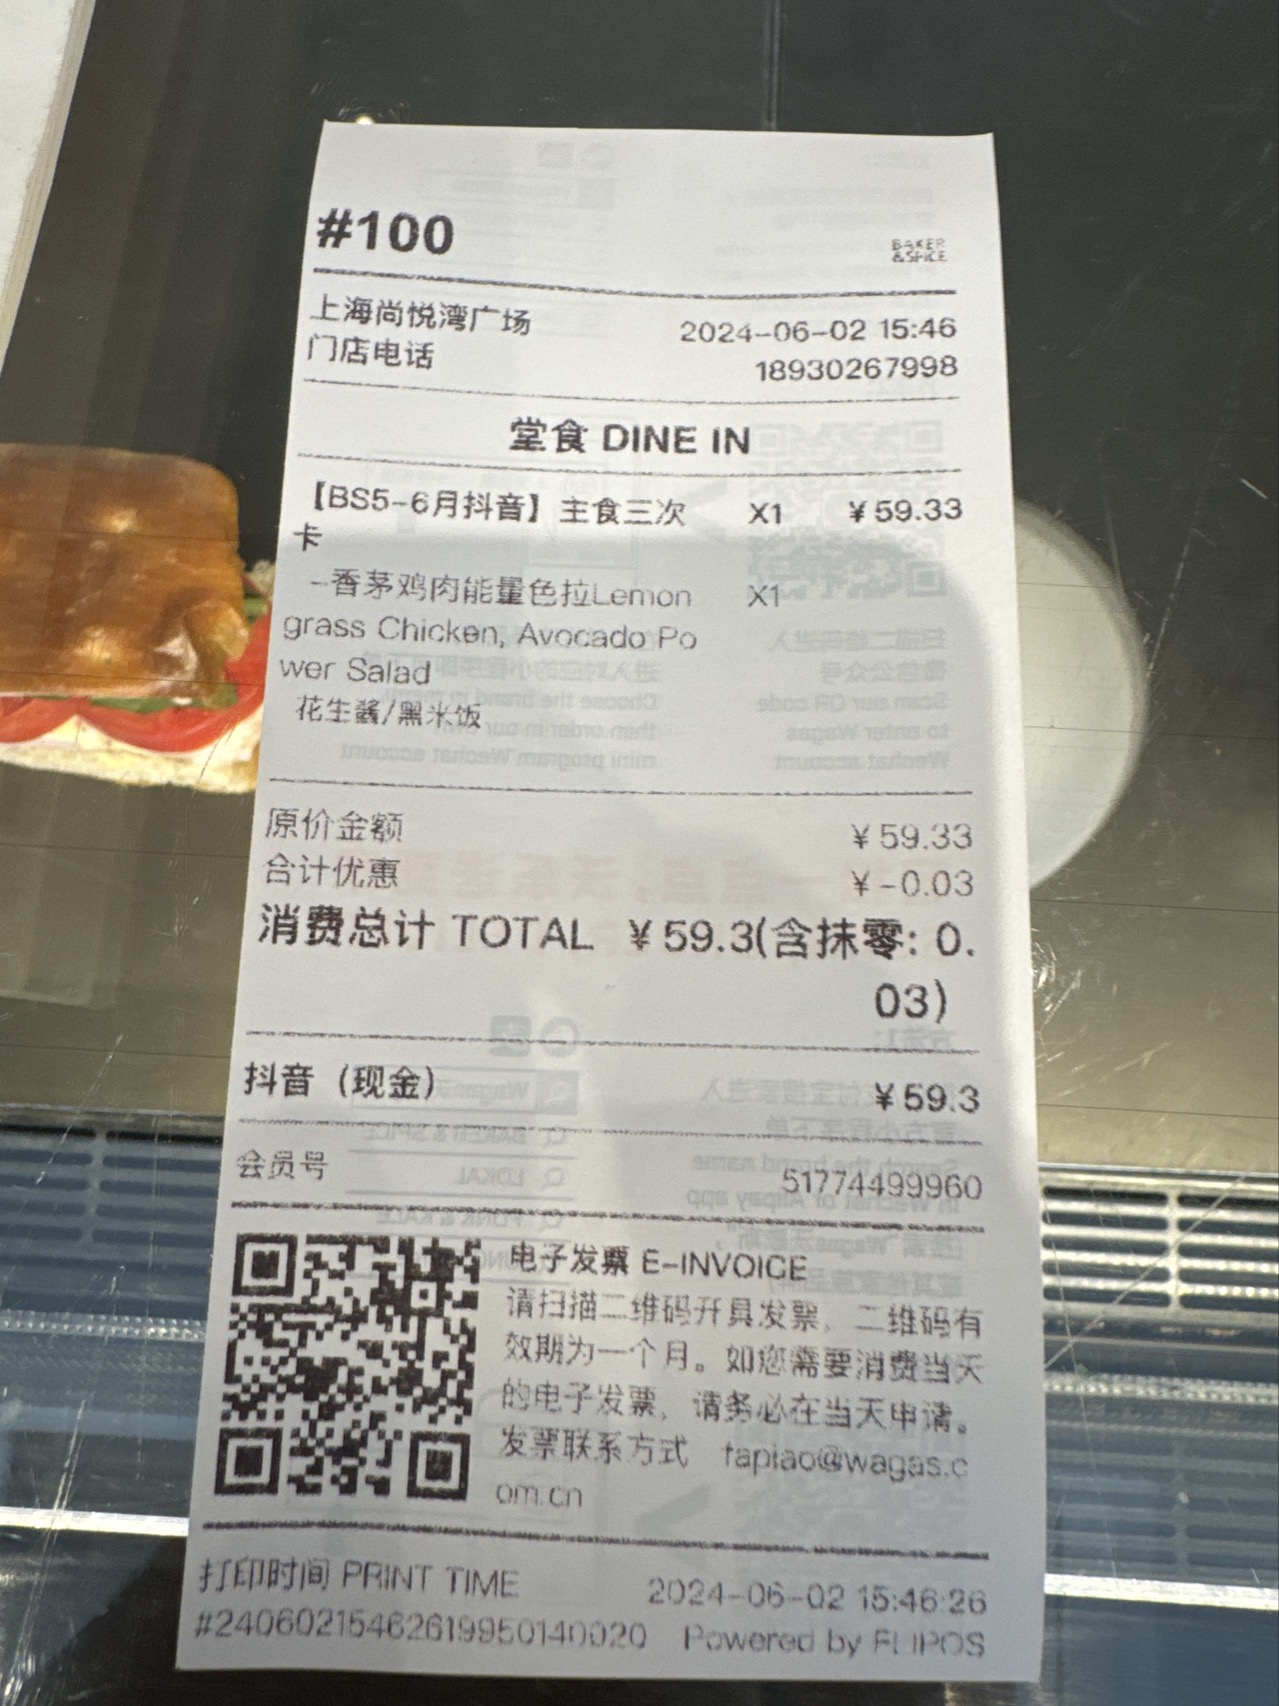 #100
BAKER
&SPICE
上海尚悦湾广场 2024-06-02 15:46
门店电话 18930267998
堂食 DINE IN
【BS5-6月抖音】主食三次 X1 ¥59.33
卡
-香茅鸡肉能量色拉Lemon X1
grass Chicken, Avocado Po
wer Salad
花生酱/黑米饭
原价金额 ¥59.33
合计优惠 ¥-0.03
消费总计 TOTAL ¥59.3(含抹零: 0.
03)
抖音（现金） ¥59.3
会员号 51774499960
电子发票 E-INVOICE
请扫描二维码开具发票，二维码有
效期为一个月。如您需要消费当天
的电子发票，请务必在当天申请。
发票联系方式 fapiao@wagas.c
om.cn
打印时间 PRINT TIME 2024-06-02 15:46:26
#24060215462619950140020 Powered by FLIPOS